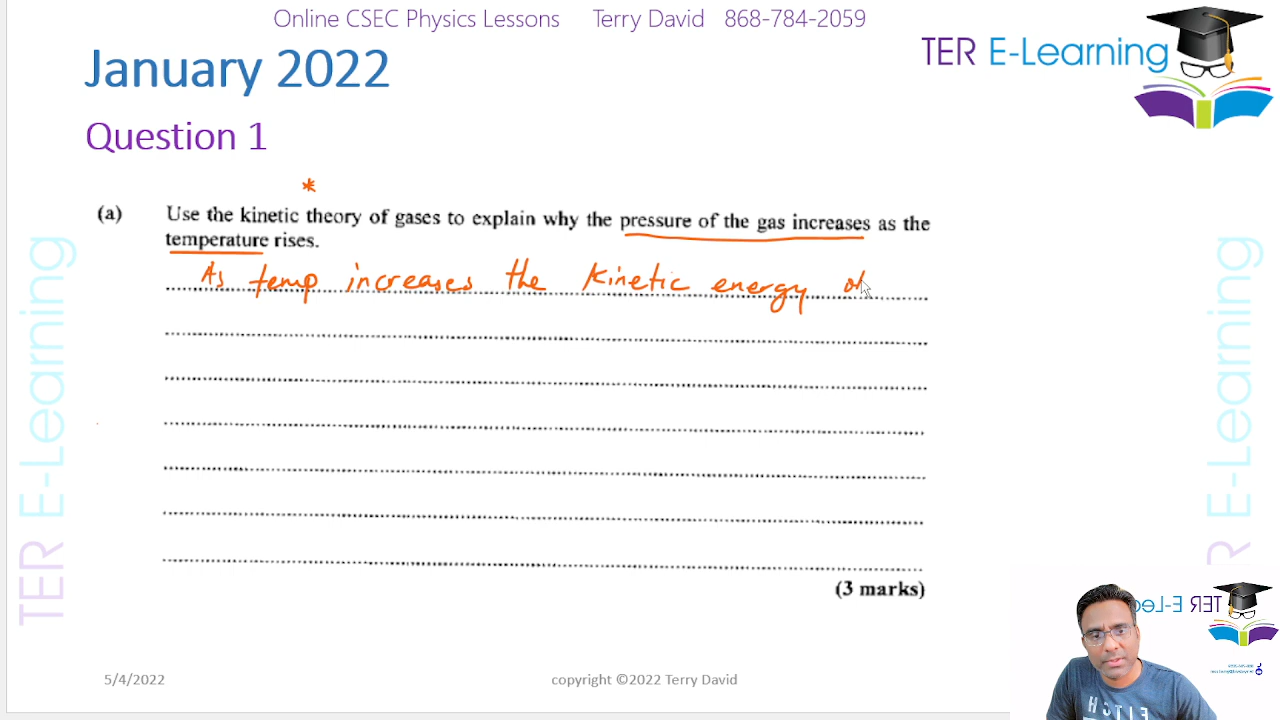 Online CSEC Physics Lessons Terry David 868-784-2059
TER E-Learning
January 2022
Question 1
*
(a) Use the kinetic theory of gases to explain why the pressure of the gas increases as the
temperature rises.
As temp increases the kinetic energy of
(3 marks)
TER E-Learning
TER E-Learning
TER E-Lea
5/4/2022
copyright ©2022 Terry David